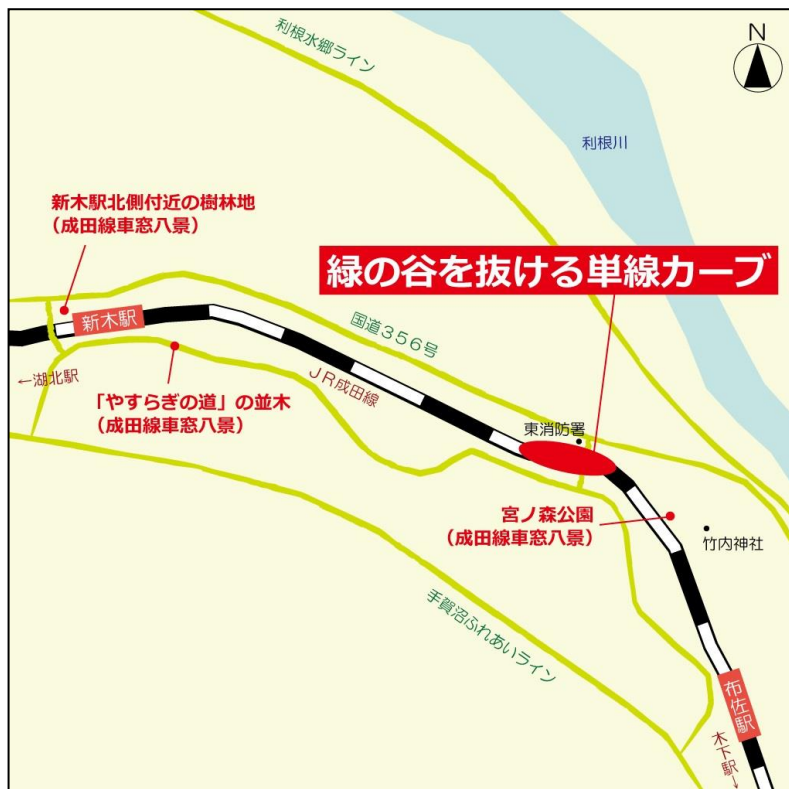 利根水郷ライン
N
利根川
新木駅北側付近の樹林地
(成田線車窓八景)
緑の谷を抜ける単線カーブ
新木駅
国道356号
←湖北駅
JR成田線
「やすらぎの道」の並木
(成田線車窓八景)
東消防署
宮ノ森公園
(成田線車窓八景)
竹内神社
手賀沼ふれあいライン
布佐駅
木下駅→